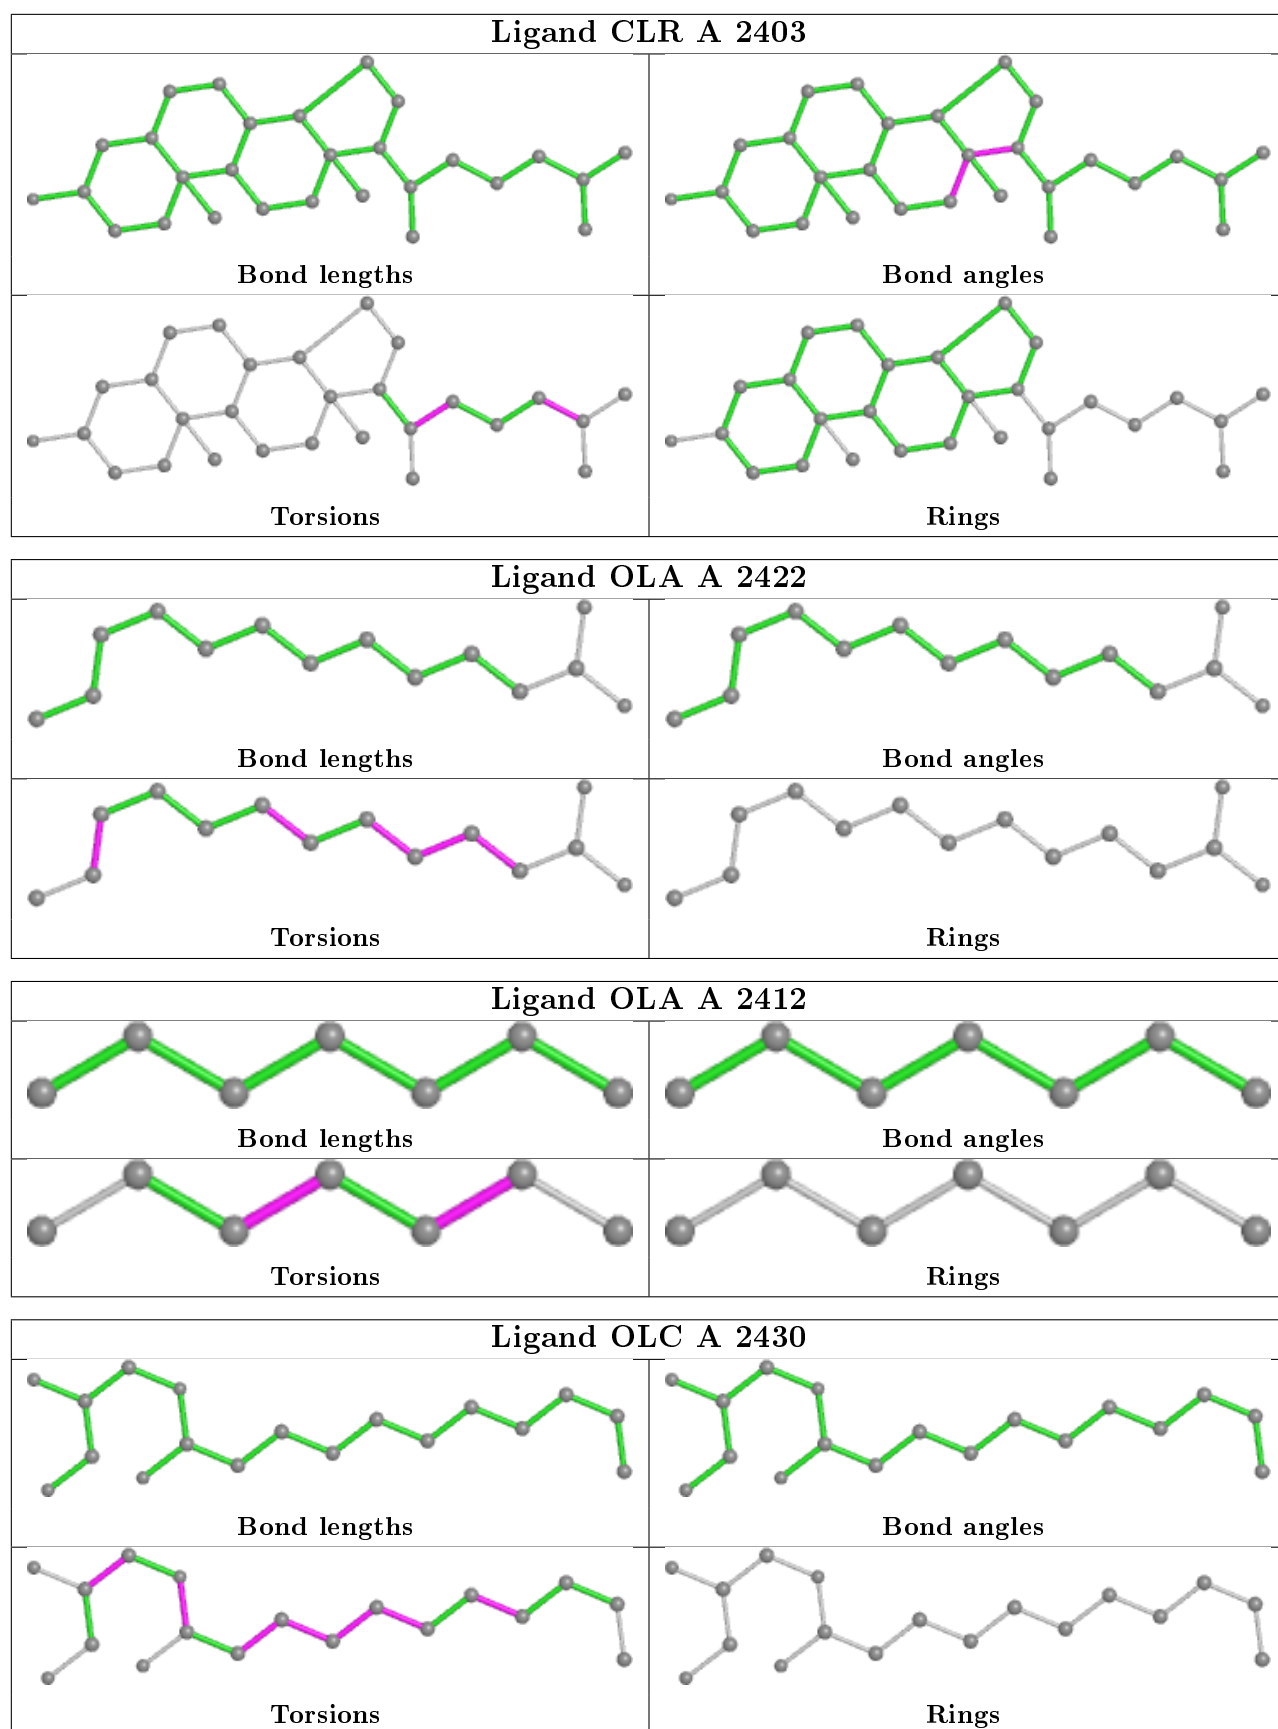 Ligand CLR A 2403
Bond lengths
Bond angles
Torsions
Rings
Ligand OLA A 2422
Bond lengths
Bond angles
Torsions
Rings
Ligand OLA A 2412
Bond lengths
Bond angles
Torsions
Rings
Ligand OLC A 2430
Bond lengths
Bond angles
Torsions
Rings